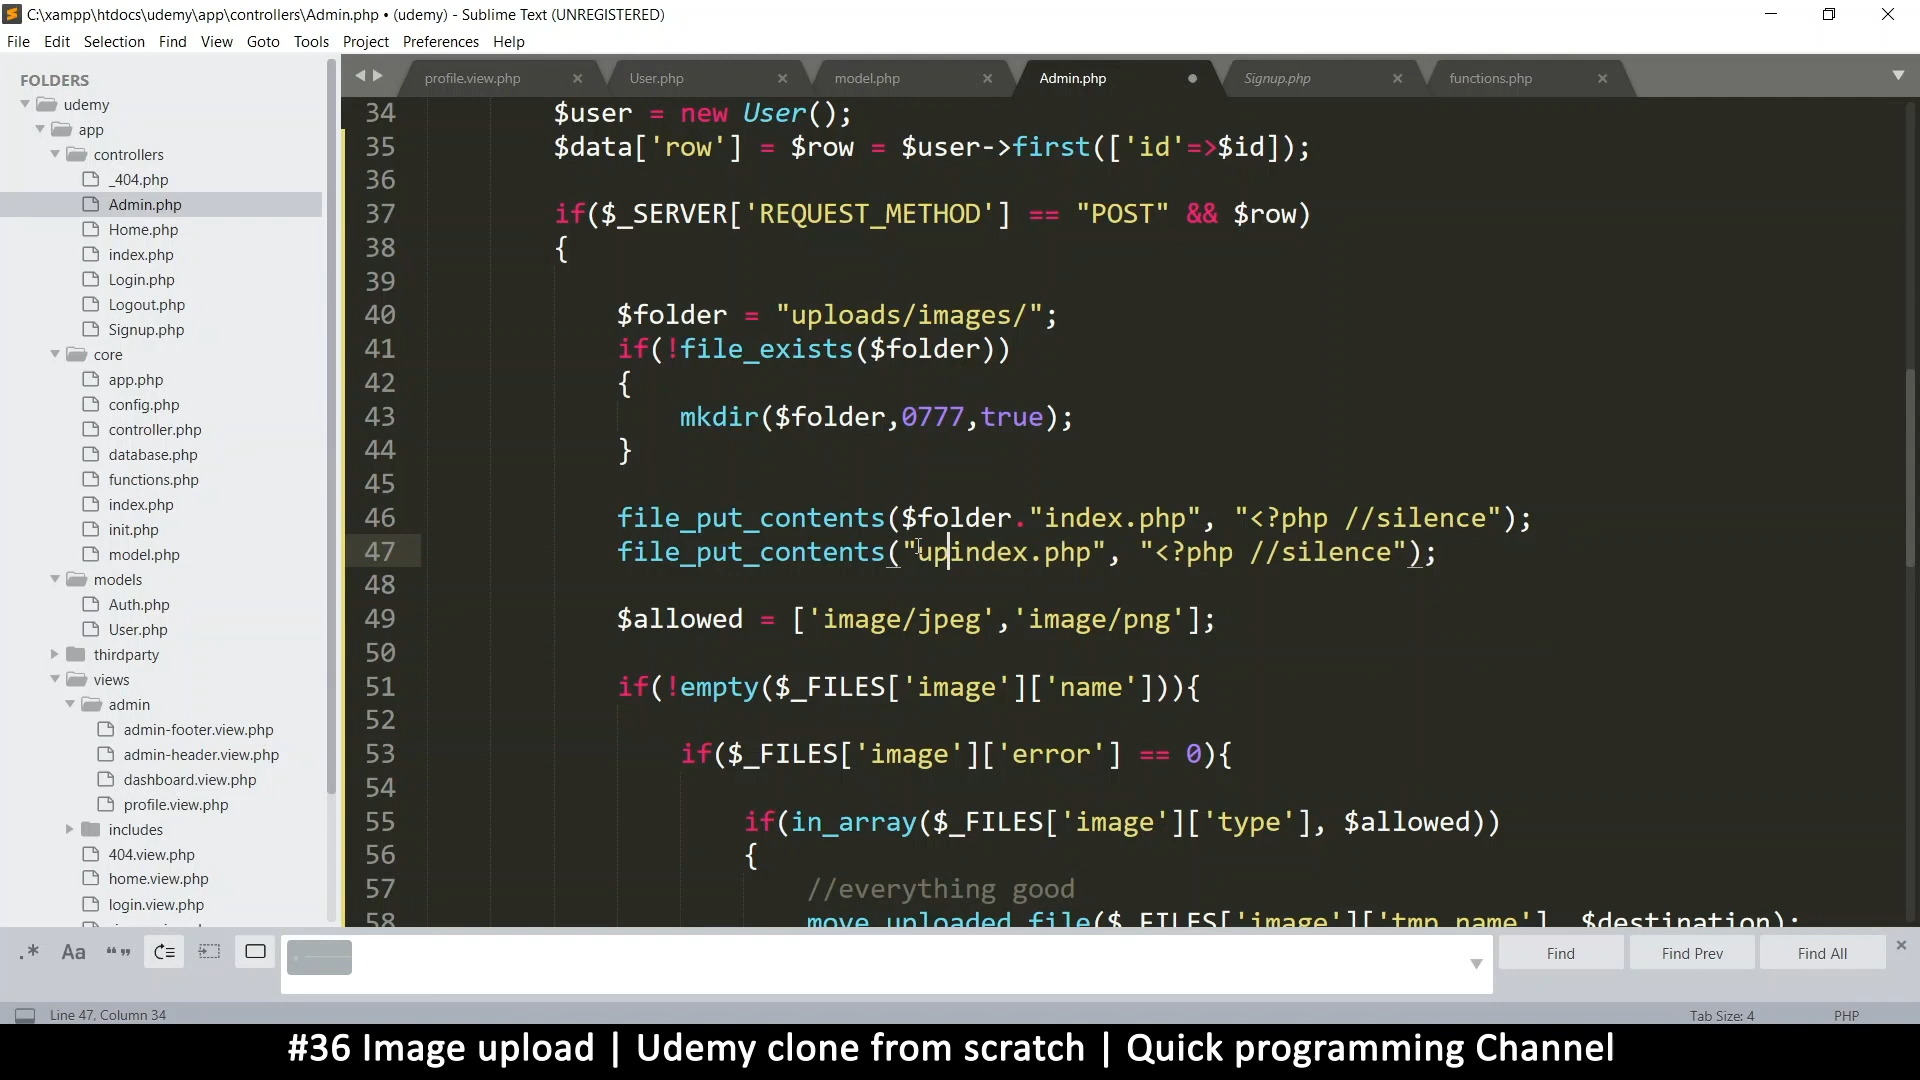 C:\xampp\htdocs\udemy\app\controllers\Admin.php • (udemy) - Sublime Text (UNREGISTERED)
File Edit Selection Find View Goto Tools Project Preferences Help
FOLDERS
udemy
app
controllers
_404.php
Admin.php
Home.php
index.php
Login.php
Logout.php
Signup.php
core
app.php
config.php
controller.php
database.php
functions.php
index.php
init.php
model.php
models
Auth.php
User.php
thirdparty
views
admin
admin-footer.view.php
admin-header.view.php
dashboard.view.php
profile.view.php
includes
404.view.php
home.view.php
login.view.php
profile.view.php User.php model.php Admin.php Signup.php functions.php
34 $user = new User();
35 $data['row'] = $row = $user->first(['id'=>$id]);
36
37 if($_SERVER['REQUEST_METHOD'] == "POST" && $row)
38 {
39
40 $folder = "uploads/images/";
41 if(!file_exists($folder))
42 {
43 mkdir($folder,0777,true);
44 }
45
46 file_put_contents($folder."index.php", "<?php //silence");
47 file_put_contents("upindex.php", "<?php //silence");
48
49 $allowed = ['image/jpeg','image/png'];
50
51 if(!empty($_FILES['image']['name'])){
52
53 if($_FILES['image']['error'] == 0){
54
55 if(in_array($_FILES['image']['type'], $allowed))
56 {
57 //everything good
58 move_uploaded_file($_FILES['image']['tmp_name'], $destination);
.* Aa “” Find Find Prev Find All
Line 47, Column 34 Tab Size: 4 PHP
#36 Image upload | Udemy clone from scratch | Quick programming Channel